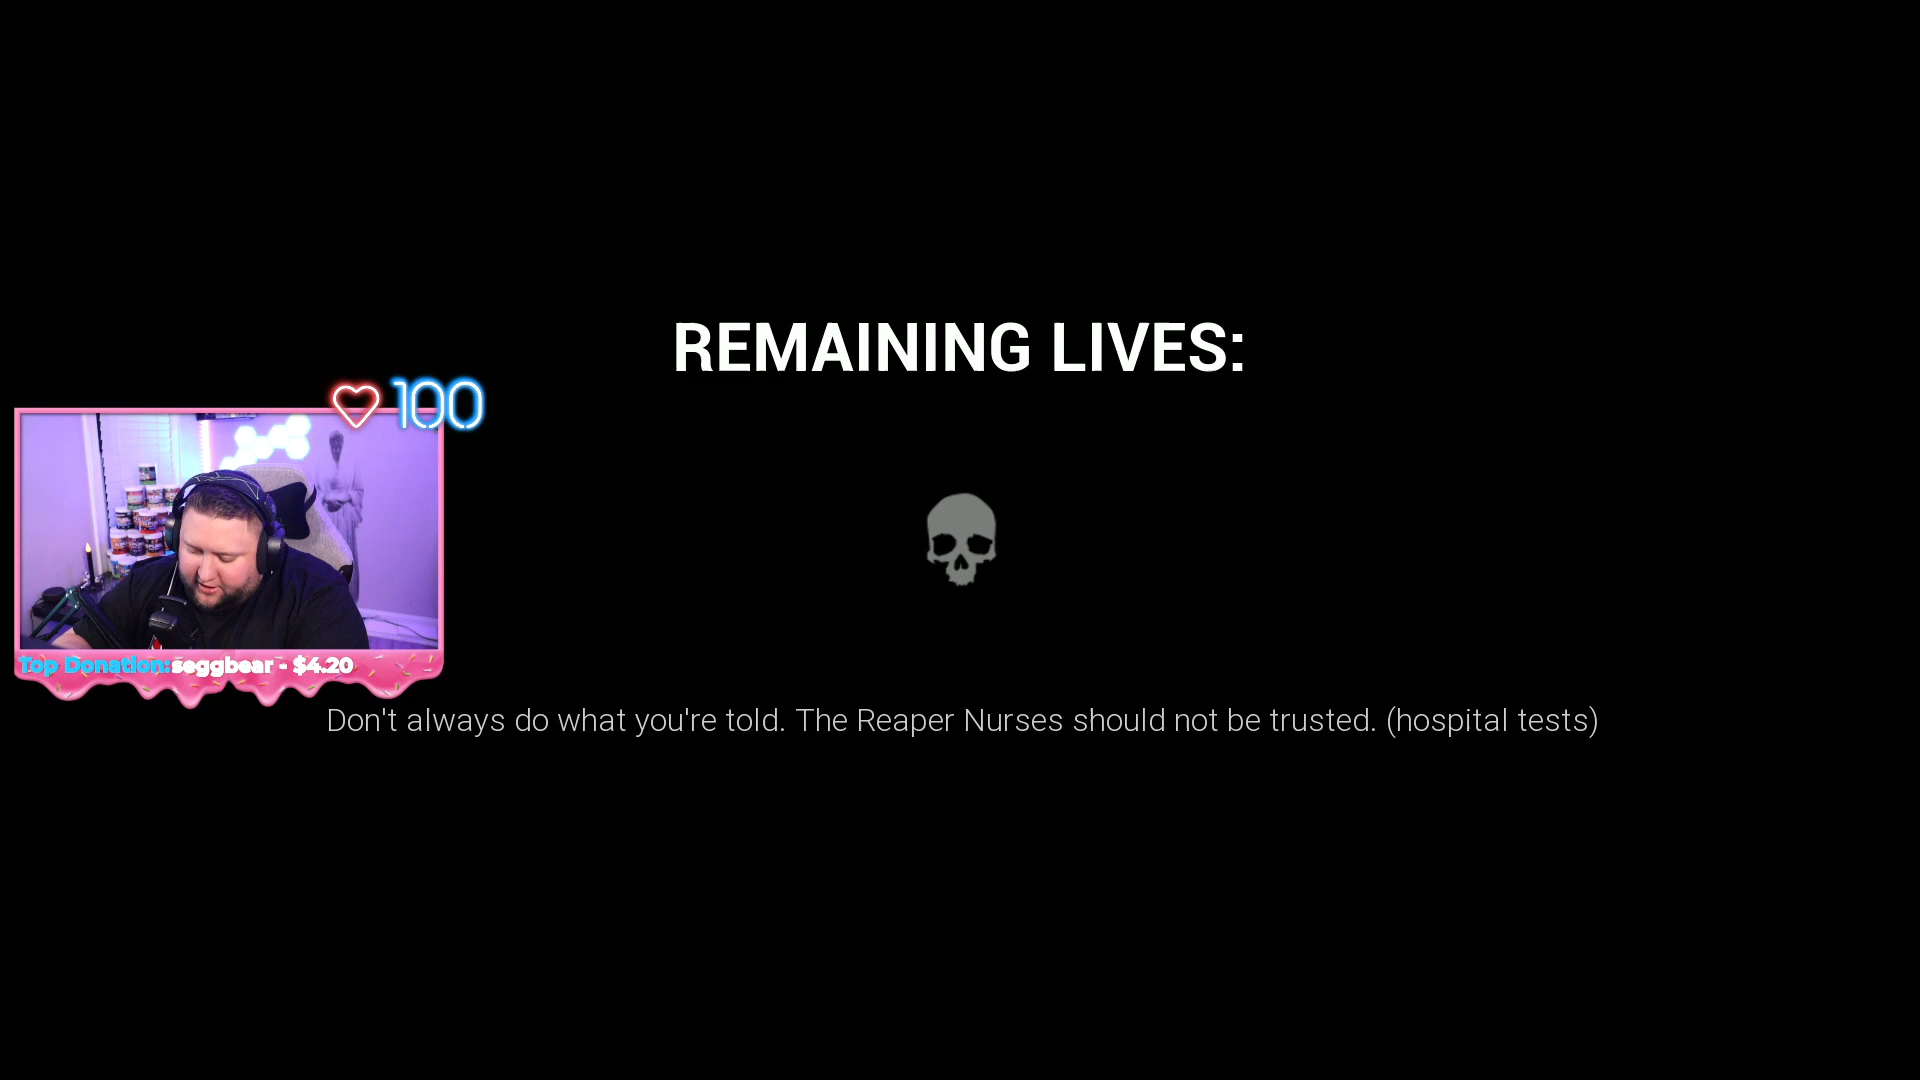 REMAINING LIVES:
100
Top Donation:seggbear - $4.20
Don't always do what you're told. The Reaper Nurses should not be trusted. (hospital tests)